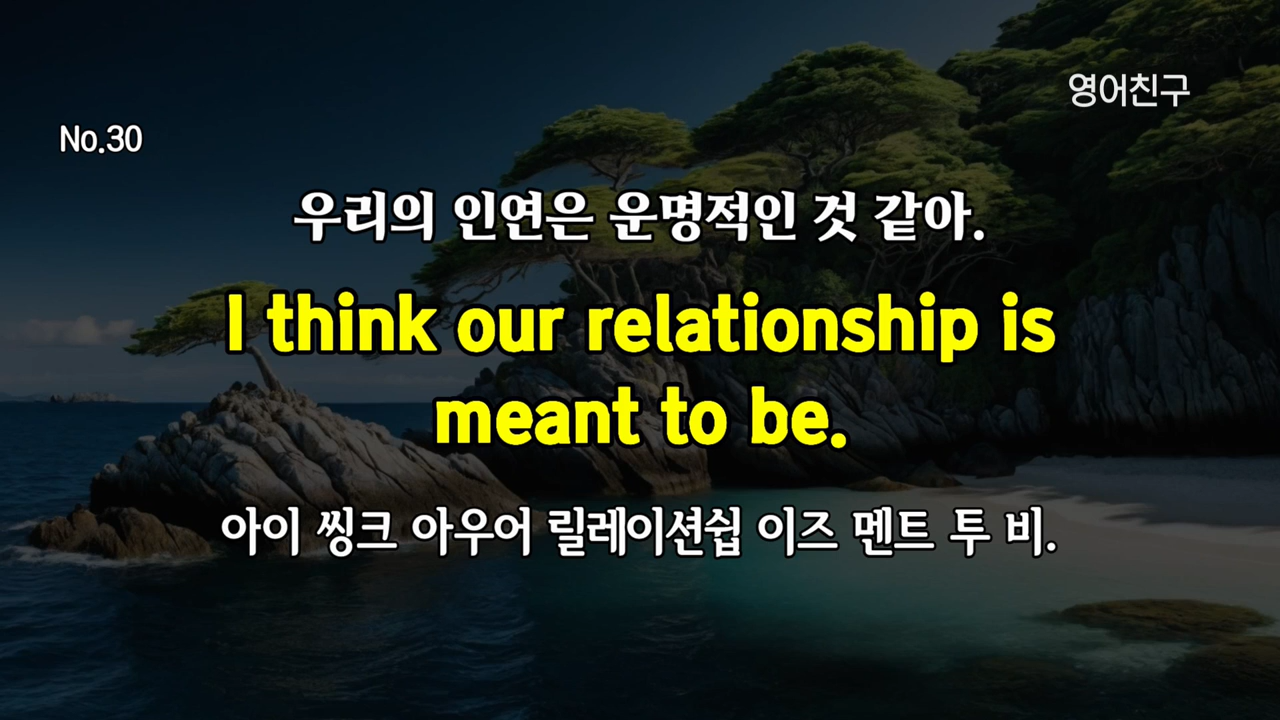 영어친구
No.30
우리의 인연은 운명적인 것 같아.
I think our relationship is
meant to be.
아이 씽크 아우어 릴레이션쉽 이즈 멘트 투 비.